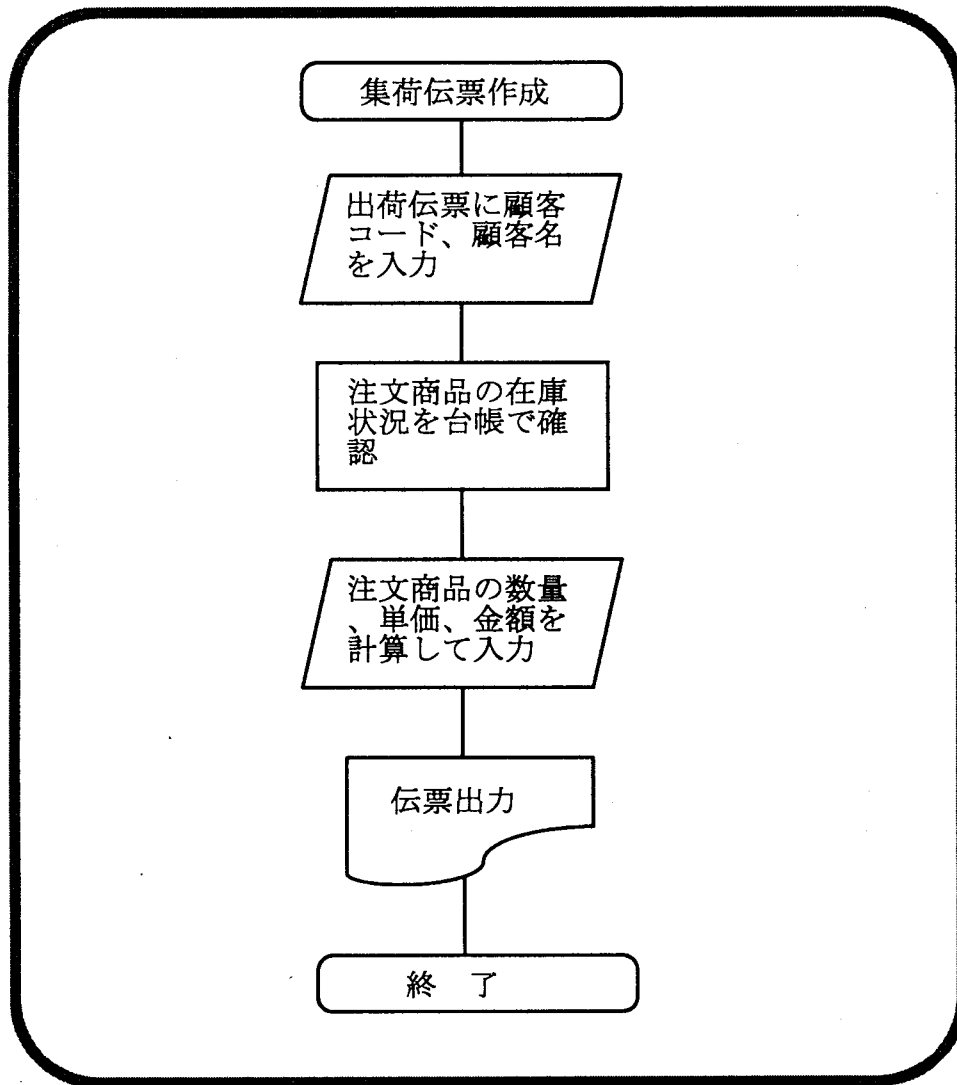 集荷伝票作成
出荷伝票に顧客
コード、顧客名
を入力
注文商品の在庫
状況を台帳で確
認
注文商品の数量
、単価、金額を
計算して入力
伝票出力
終 了